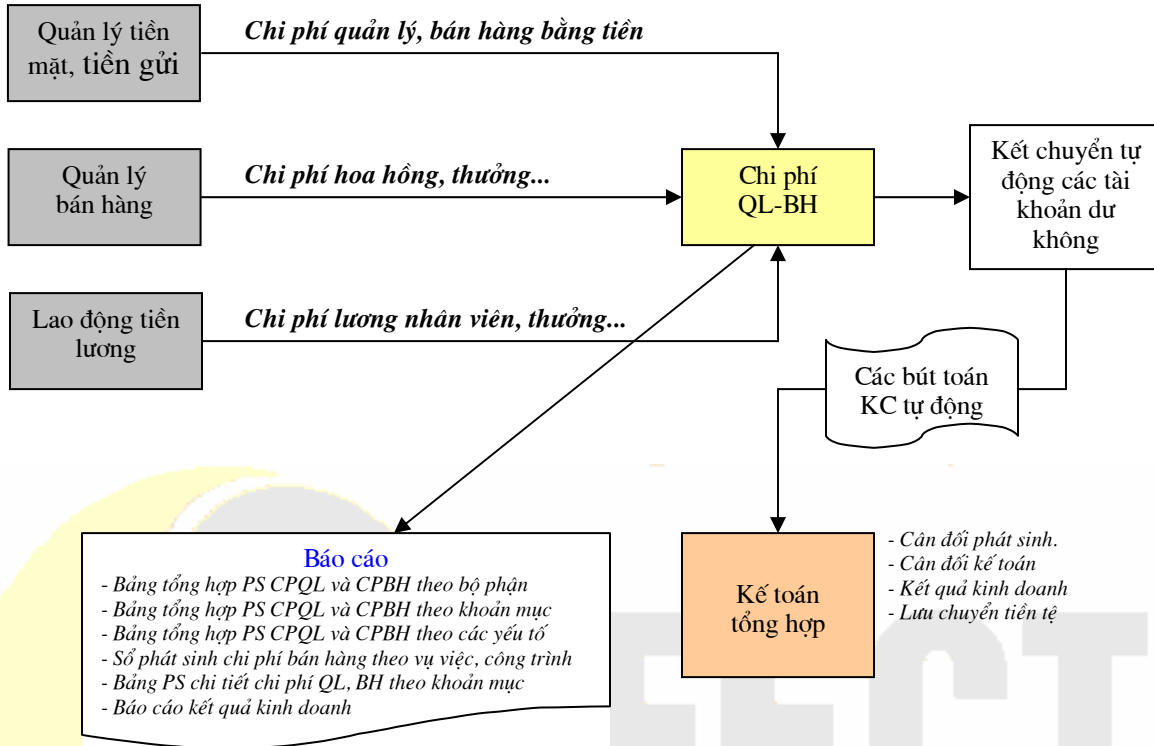 Quản lý tiền
mặt, tiền gửi
Chi phí quản lý, bán hàng bằng tiền
Quản lý
bán hàng
Chi phí hoa hồng, thưởng...
Chi phí
QL-BH
Kết chuyển tự
động các tài
khoản dư
không
Lao động tiền
lương
Chi phí lương nhân viên, thưởng...
Các bút toán
KC tự động
Báo cáo
- Bảng tổng hợp PS CPQL và CPBH theo bộ phận
- Bảng tổng hợp PS CPQL và CPBH theo khoản mục
- Bảng tổng hợp PS CPQL và CPBH theo các yếu tố
- Sổ phát sinh chi phí bán hàng theo vụ việc, công trình
- Bảng PS chi tiết chi phí QL, BH theo khoản mục
- Báo cáo kết quả kinh doanh
Kế toán
tổng hợp
- Cân đối phát sinh.
- Cân đối kế toán
- Kết quả kinh doanh
- Lưu chuyển tiền tệ